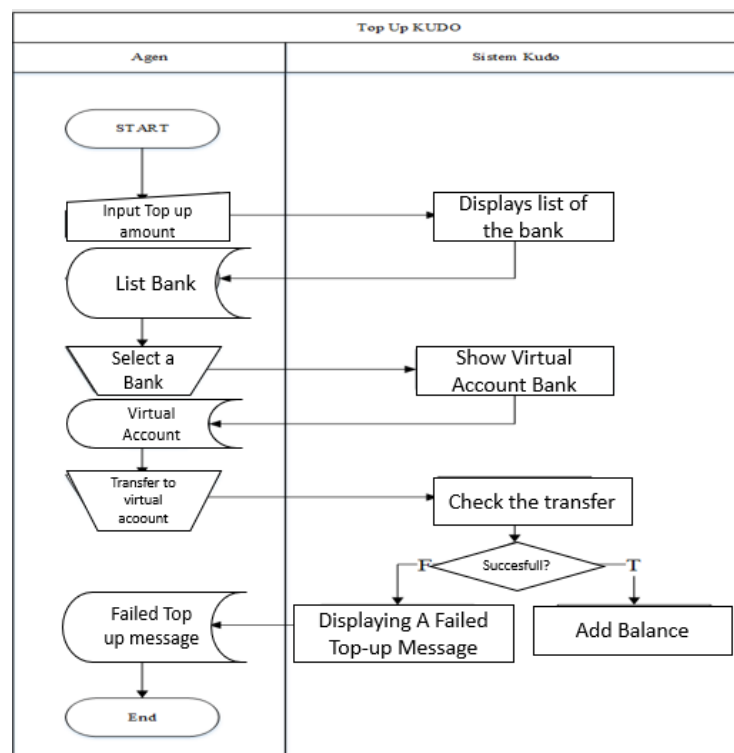 Top Up KUDO
Agen
Sistem Kudo
START
Input Top up
amount
Displays list of
the bank
List Bank
Select a
Bank
Show Virtual
Account Bank
Virtual
Account
Transfer to
virtual
acoount
Check the transfer
Succesfull?
F
T
Failed Top
up message
Displaying A Failed
Top-up Message
Add Balance
End